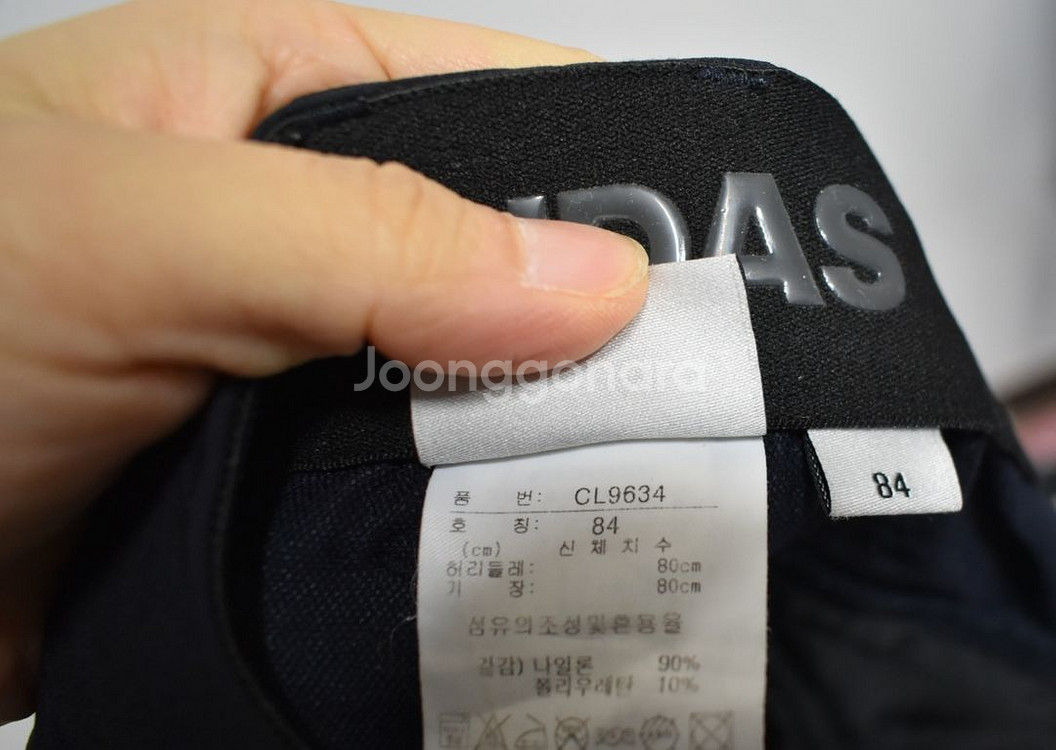 IDAS
Joonggonara
84
품 번: CL9634
호 칭: 84
(cm) 신 체 치 수
허리둘레: 80cm
기 장: 80cm
섬유의조성및혼용율
겉감) 나일론 90%
폴리우레탄 10%